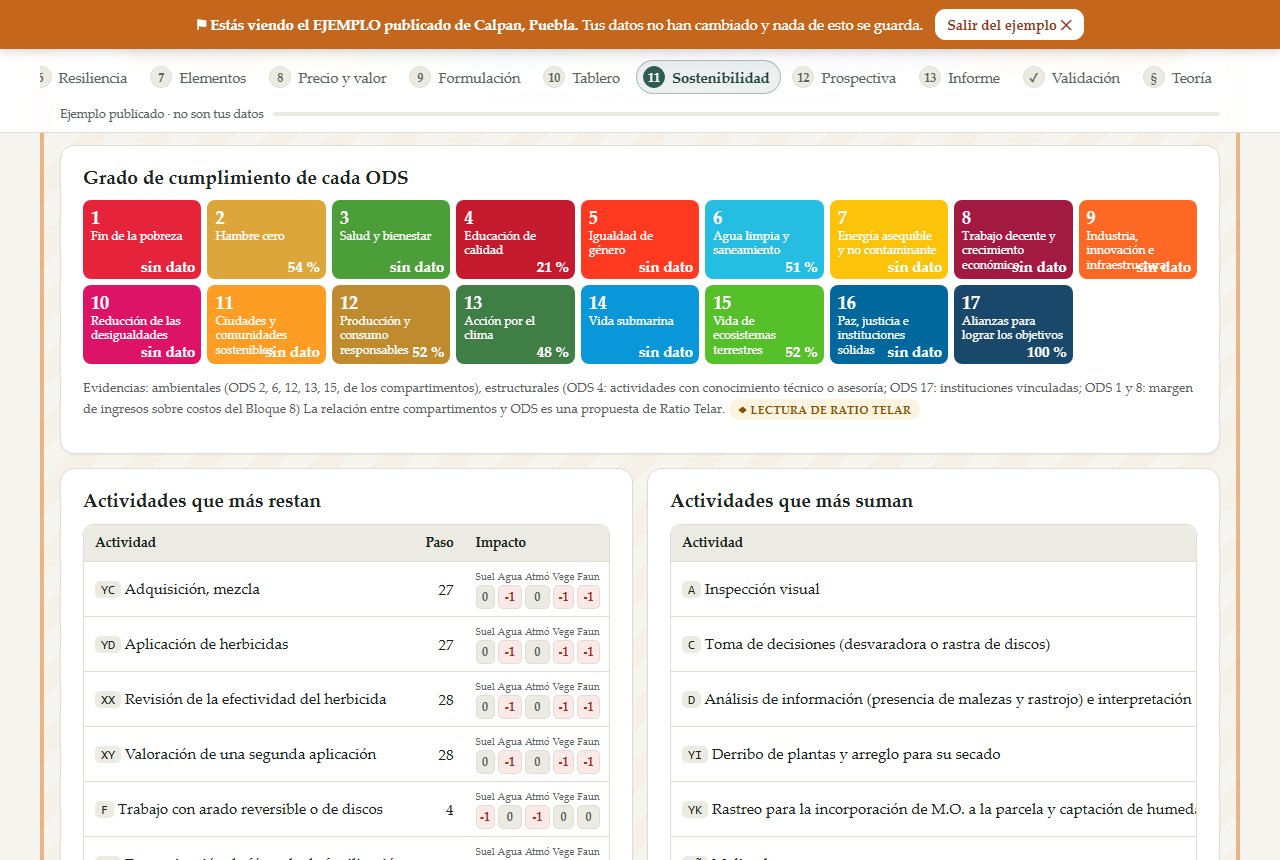 ⚑ Estás viendo el EJEMPLO publicado de Calpan, Puebla. Tus datos no han cambiado y nada de esto se guarda. Salir del ejemplo ✕
Resiliencia 7 Elementos 8 Precio y valor 9 Formulación 10 Tablero 11 Sostenibilidad 12 Prospectiva 13 Informe ✓ Validación § Teoría
Ejemplo publicado · no son tus datos
Grado de cumplimiento de cada ODS
1
Fin de la pobreza
sin dato
2
Hambre cero
54 %
3
Salud y bienestar
sin dato
4
Educación de
calidad
21 %
5
Igualdad de
género
sin dato
6
Agua limpia y
saneamiento
51 %
7
Energía asequible
y no contaminante
sin dato
8
Trabajo decente y
crecimiento
económico
sin dato
9
Industria,
innovación e
sin dato
10
Reducción de las
desigualdades
sin dato
11
Ciudades y
comunidades
sostenibles
sin dato
12
Producción y
consumo
responsables
52 %
13
Acción por el
clima
48 %
14
Vida submarina
sin dato
15
Vida de
ecosistemas
terrestres
52 %
16
Paz, justicia e
instituciones
sólidas
sin dato
17
Alianzas para
lograr los objetivos
100 %
Evidencias: ambientales (ODS 2, 6, 12, 13, 15, de los compartimentos), estructurales (ODS 4: actividades con conocimiento técnico o asesoría; ODS 17: instituciones vinculadas; ODS 1 y 8: margen
de ingresos sobre costos del Bloque 8) La relación entre compartimentos y ODS es una propuesta de Ratio Telar. ◆ LECTURA DE RATIO TELAR
Actividades que más restan
Actividad Paso Impacto
Suel Agua Atmó Vege Faun
YC Adquisición, mezcla 27
0 -1 0 -1 -1
Suel Agua Atmó Vege Faun
YD Aplicación de herbicidas 27
0 -1 0 -1 -1
Suel Agua Atmó Vege Faun
XX Revisión de la efectividad del herbicida 28
0 -1 0 -1 -1
Suel Agua Atmó Vege Faun
XY Valoración de una segunda aplicación 28
0 -1 0 -1 -1
Suel Agua Atmó Vege Faun
F Trabajo con arado reversible o de discos 4
-1 0 -1 0 0
Suel Agua Atmó Vege Faun
Actividades que más suman
Actividad
A Inspección visual
C Toma de decisiones (desvaradora o rastra de discos)
D Análisis de información (presencia de malezas y rastrojo) e interpretación
YI Derribo de plantas y arreglo para su secado
YK Rastreo para la incorporación de M.O. a la parcela y captación de humed